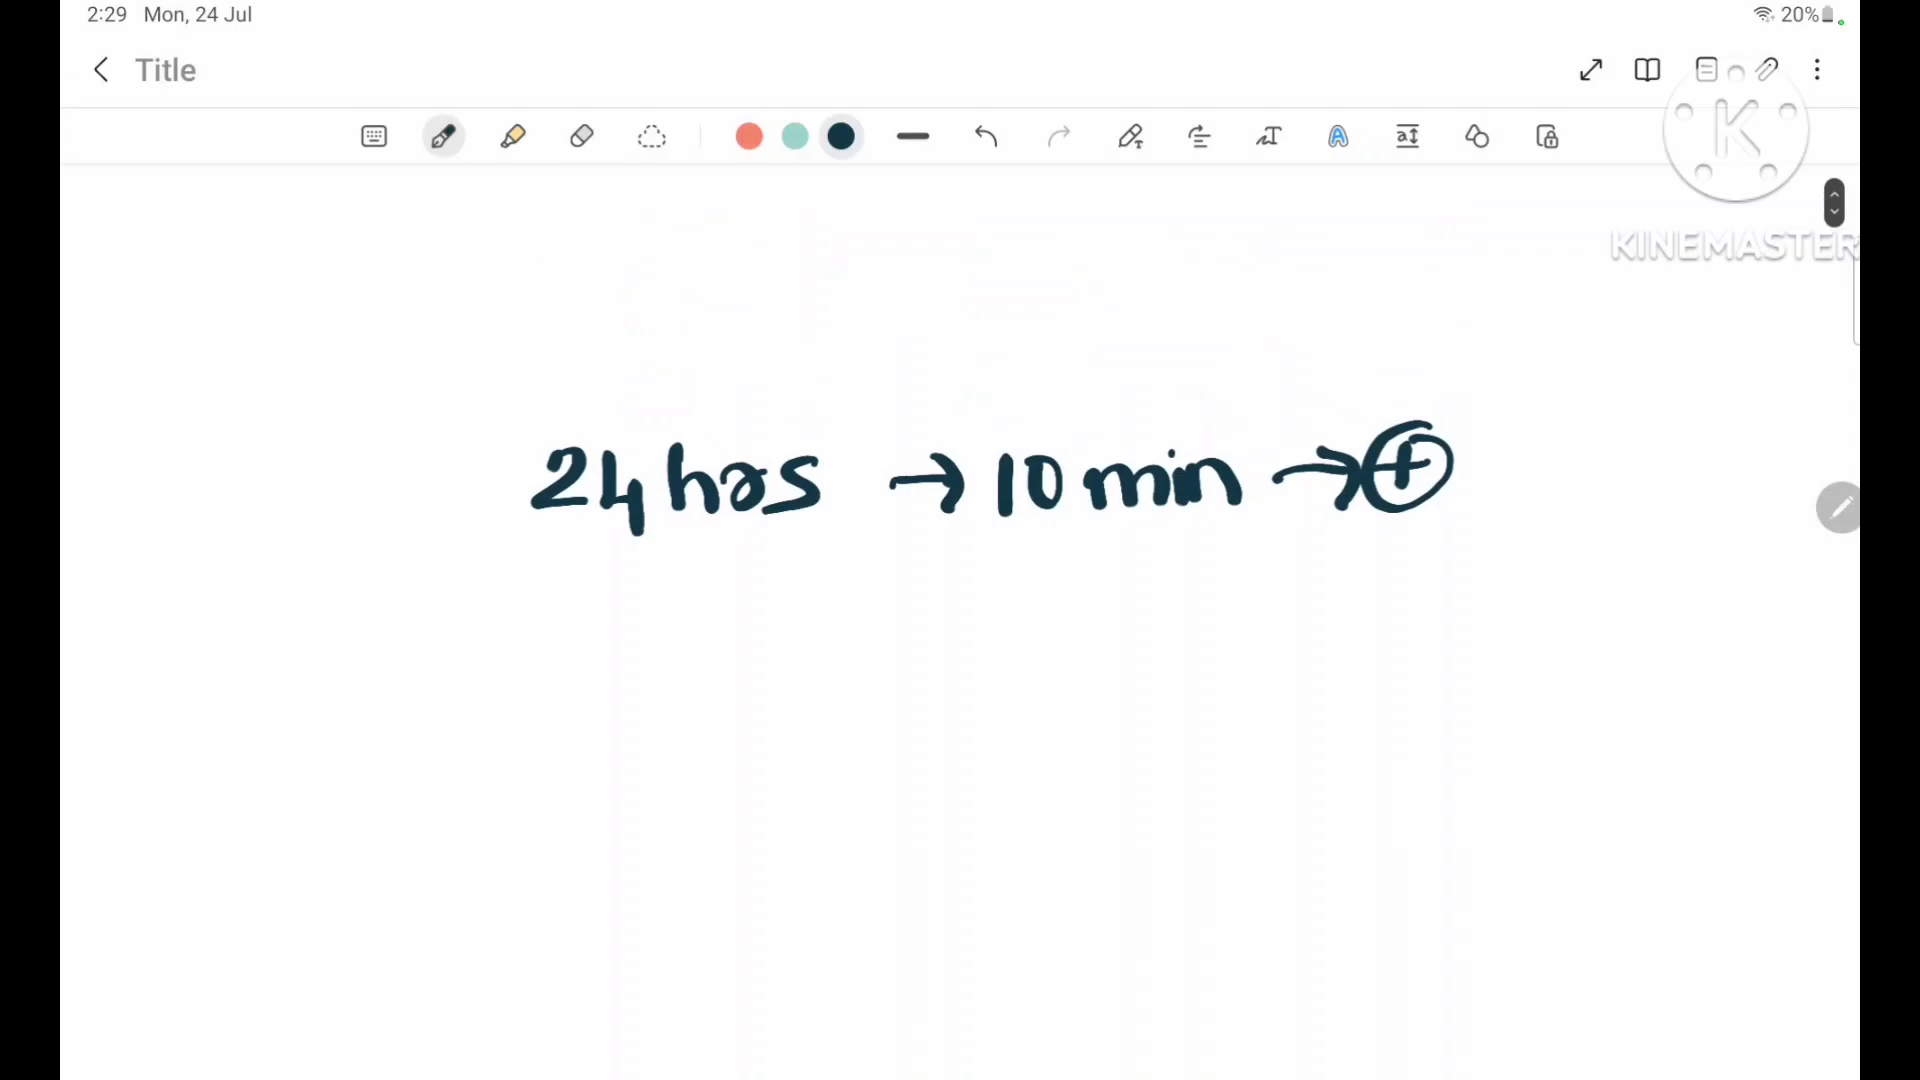 2:29 Mon, 24 Jul 20%
Title
KINEMASTER
24 hrs → 10 min → +